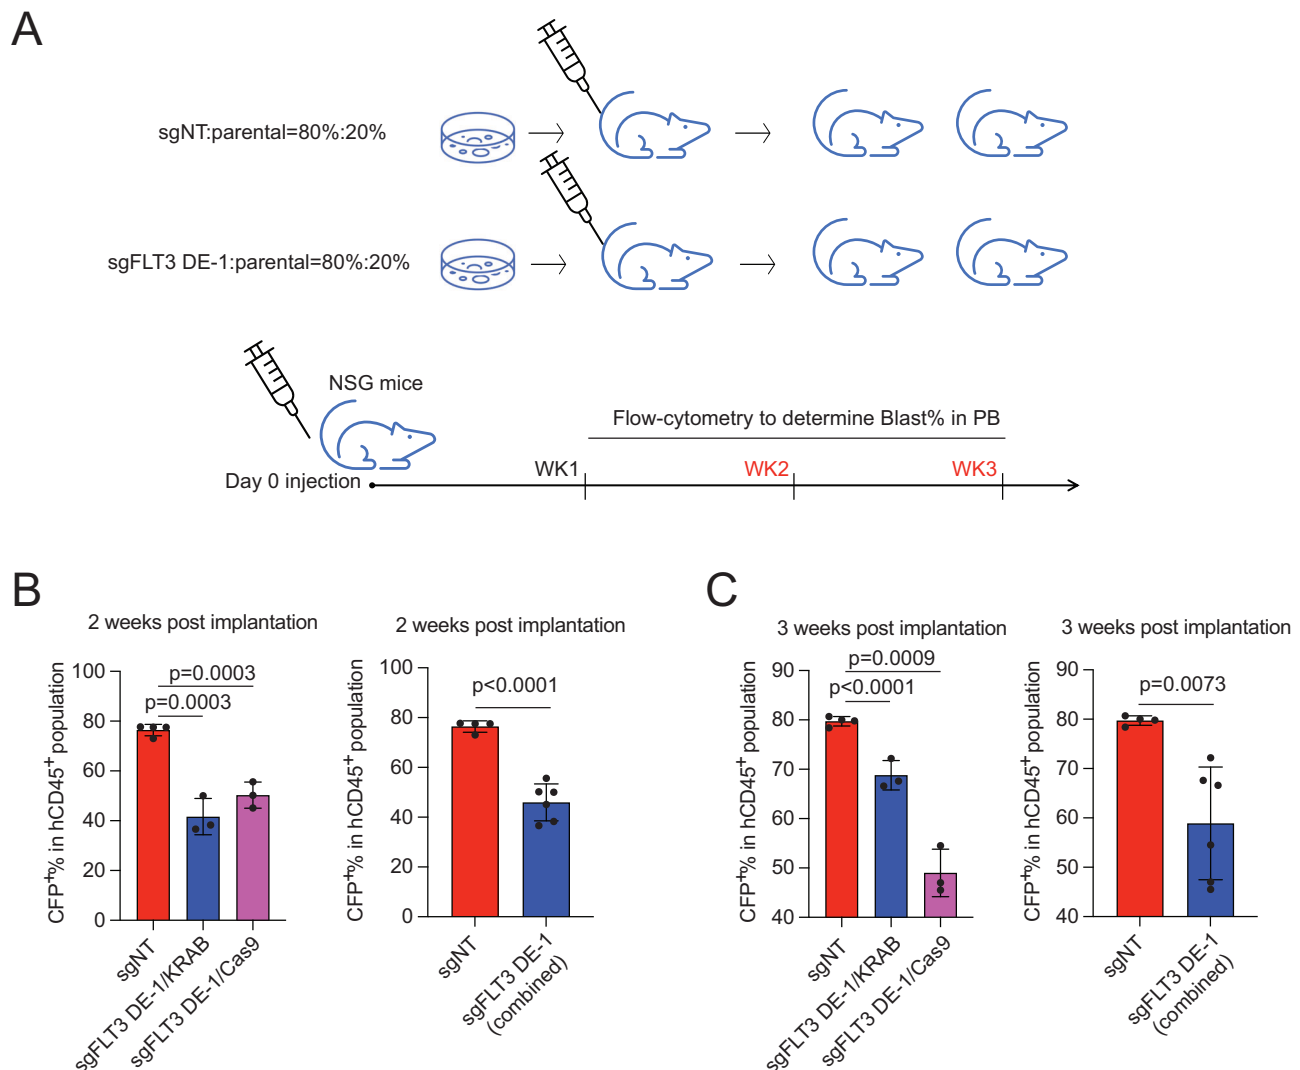 A
sgNT:parental=80%:20%
sgFLT3 DE-1:parental=80%:20%
NSG mice
Flow-cytometry to determine Blast% in PB
WK1
WK2
WK3
Day 0 injection
B
2 weeks post implantation
CFP+% in hCD45+ population
100
80
60
40
20
0
p=0.0003
p=0.0003
sgNT
sgFLT3 DE-1/KRAB
sgFLT3 DE-1/Cas9
2 weeks post implantation
CFP+% in hCD45+ population
100
80
60
40
20
0
p<0.0001
sgNT
sgFLT3 DE-1
(combined)
C
3 weeks post implantation
CFP+% in hCD45+ population
90
80
70
60
50
40
p=0.0009
p<0.0001
sgNT
sgFLT3 DE-1/KRAB
sgFLT3 DE-1/Cas9
3 weeks post implantation
CFP+% in hCD45+ population
90
80
70
60
50
40
p=0.0073
sgNT
sgFLT3 DE-1
(combined)